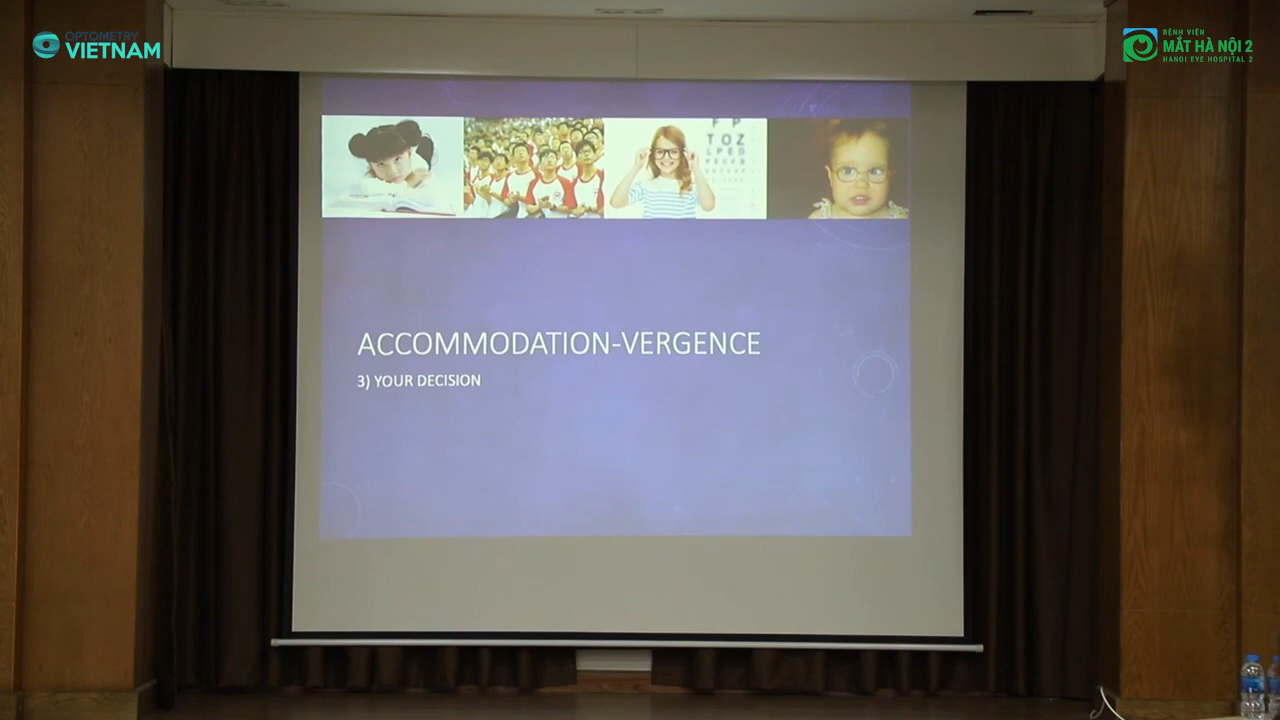 OPTOMETRY
VIETNAM
BỆNH VIỆN
MẮT HÀ NỘI 2
HANOI EYE HOSPITAL 2
F P
T O Z
L P E D
ACCOMMODATION-VERGENCE
3) YOUR DECISION